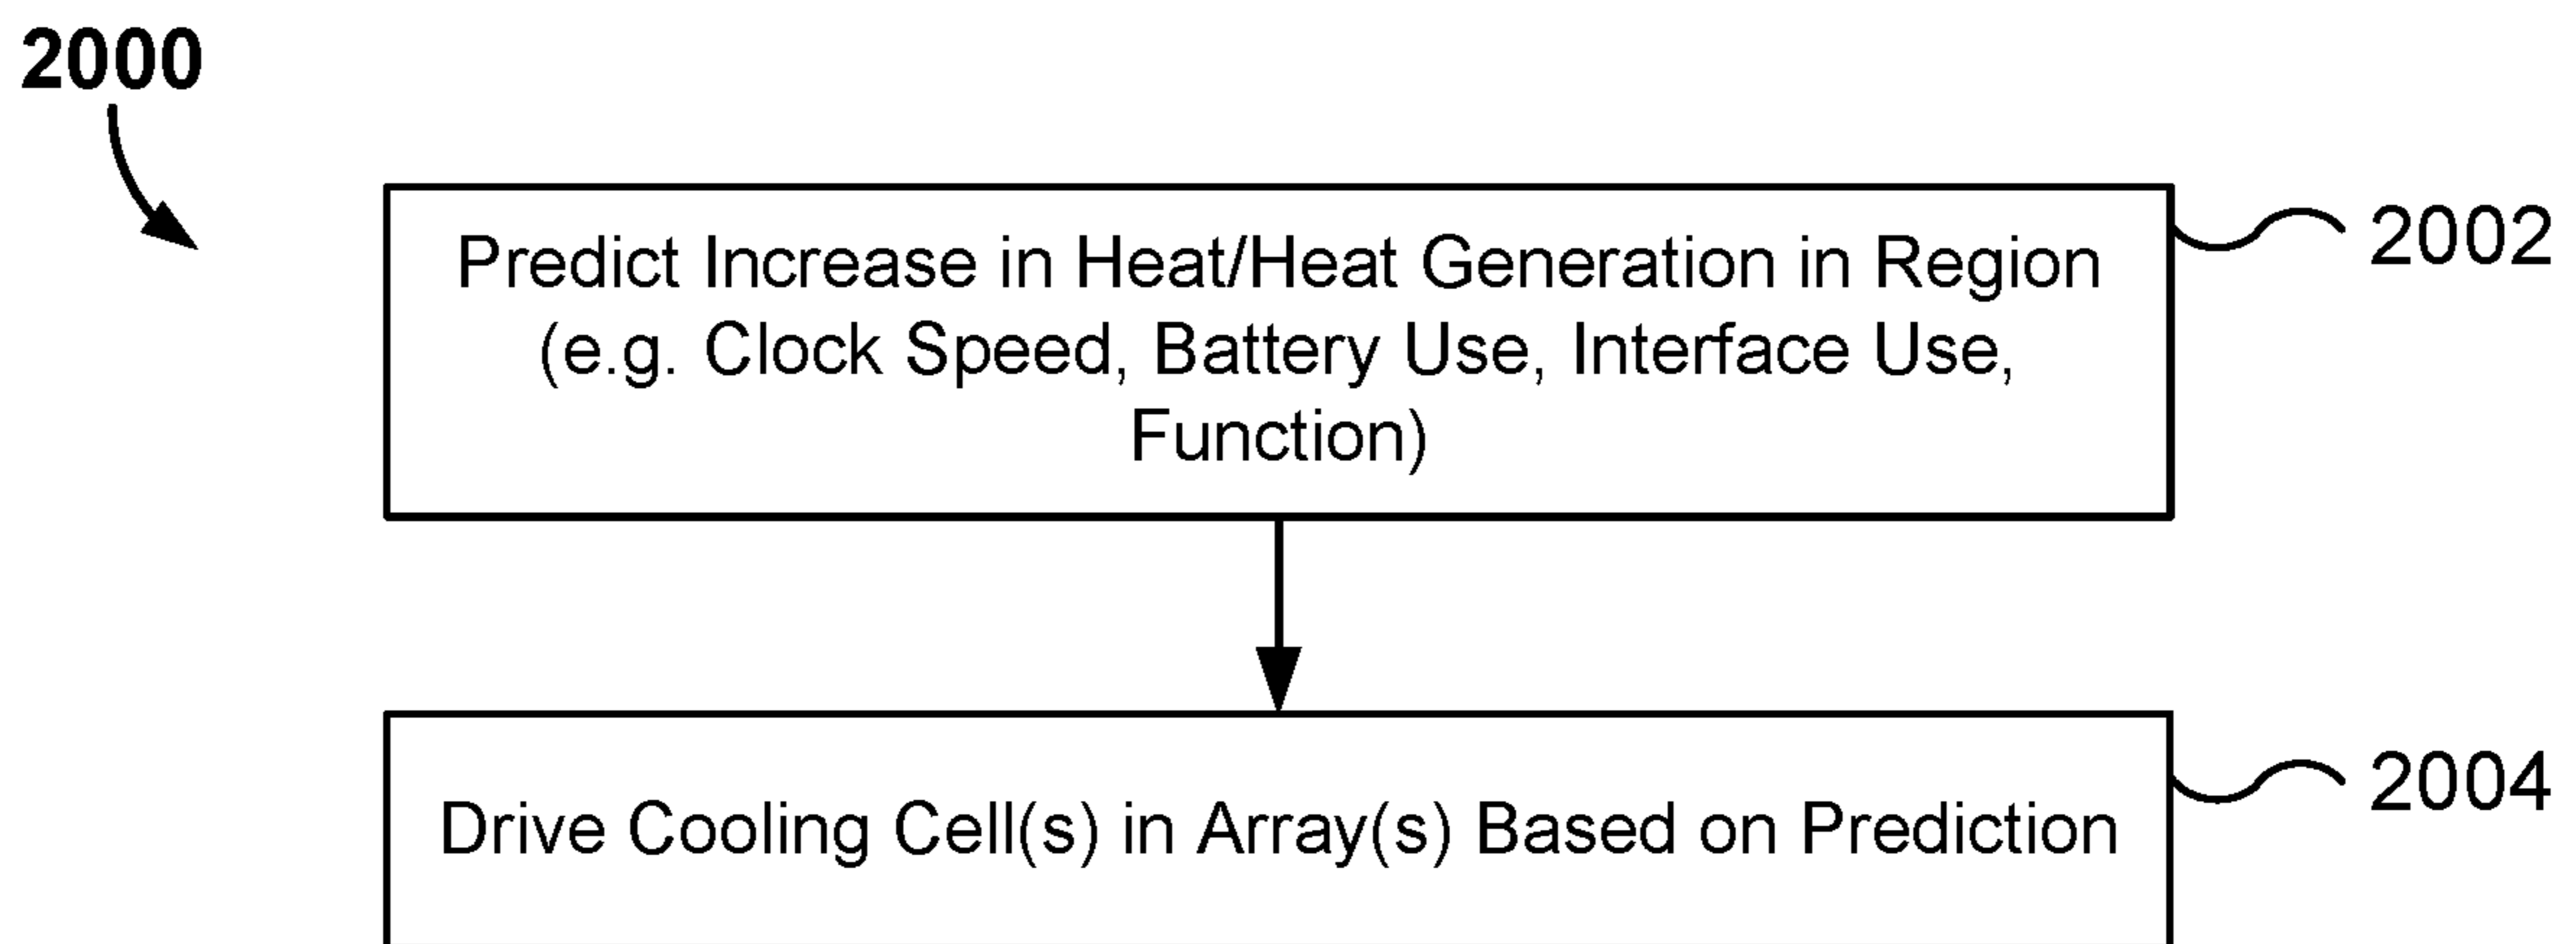 2000
Predict Increase in Heat/Heat Generation in Region
(e.g. Clock Speed, Battery Use, Interface Use,
Function)
2002
Drive Cooling Cell(s) in Array(s) Based on Prediction
2004